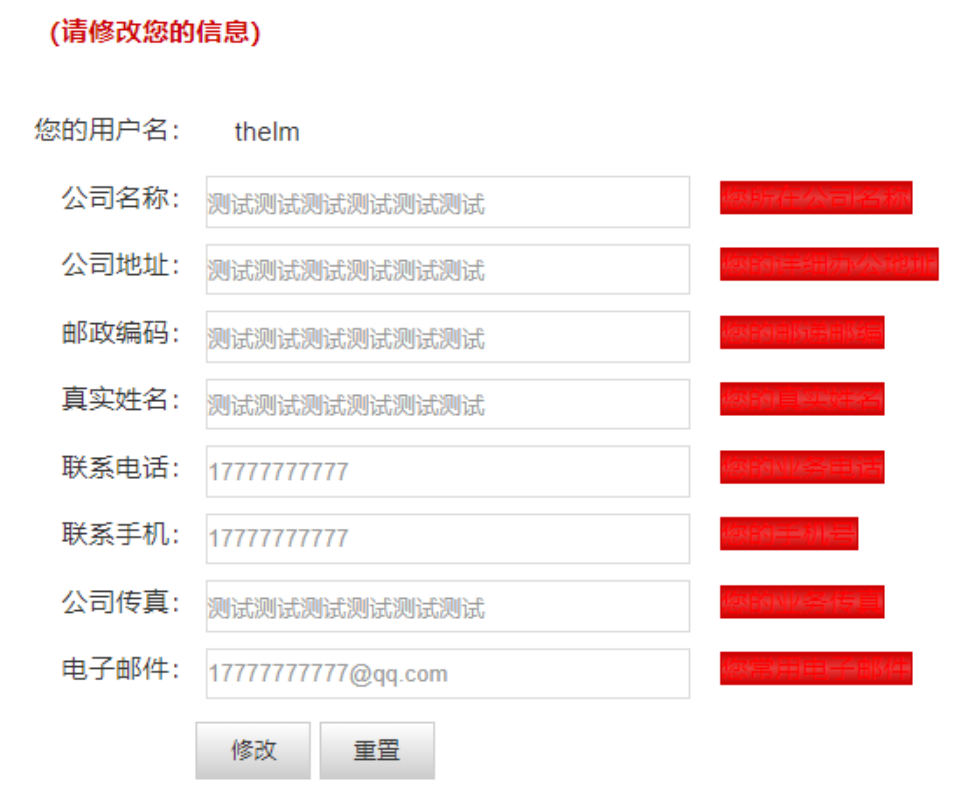 (请修改您的信息)
您的用户名： thelm
公司名称： 测试测试测试测试测试测试 您所在公司名称
公司地址： 测试测试测试测试测试测试 您的详细办公地址
邮政编码： 测试测试测试测试测试测试 您的邮递邮编
真实姓名： 测试测试测试测试测试测试 您的真实姓名
联系电话： 17777777777 您的业务电话
联系手机： 17777777777 您的手机号
公司传真： 测试测试测试测试测试测试 您的业务传真
电子邮件： 17777777777@qq.com 您常用电子邮件
修改 重置